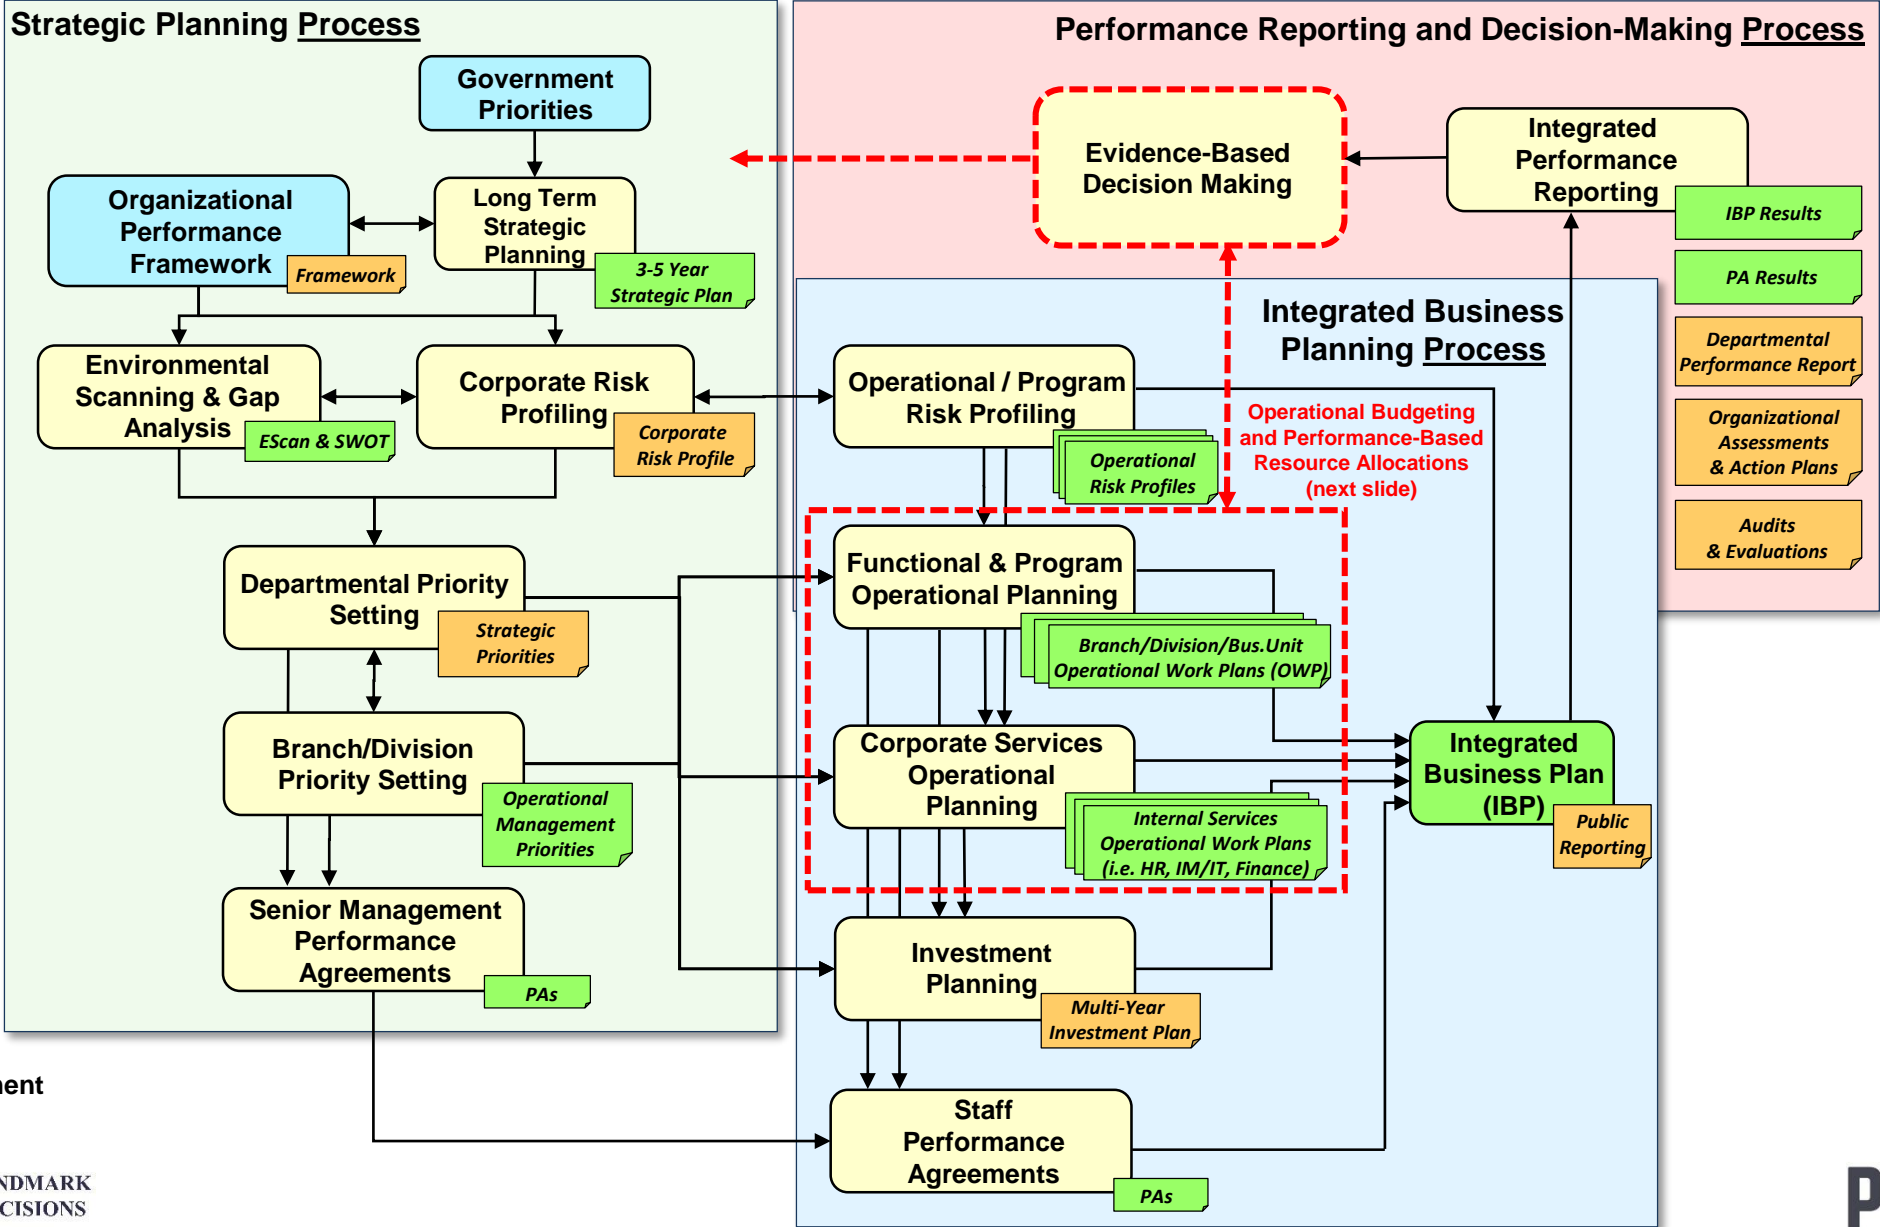 Strategic Planning Process
Performance Reporting and Decision-Making Process
Government
Priorities
Organizational
Performance
Framework
Framework
Long Term
Strategic
Planning
3-5 Year
Strategic Plan
Evidence-Based
Decision Making
Integrated
Performance
Reporting
IBP Results
PA Results
Departmental
Performance Report
Organizational
Assessments
& Action Plans
Audits
& Evaluations
Environmental
Scanning & Gap
Analysis
EScan & SWOT
Corporate Risk
Profiling
Corporate
Risk Profile
Integrated Business
Planning Process
Operational / Program
Risk Profiling
Operational
Risk Profiles
Operational Budgeting
and Performance-Based
Resource Allocations
(next slide)
Departmental Priority
Setting
Strategic
Priorities
Functional & Program
Operational Planning
Branch/Division/Bus.Unit
Operational Work Plans (OWP)
Branch/Division
Priority Setting
Operational
Management
Priorities
Corporate Services
Operational
Planning
Internal Services
Operational Work Plans
(i.e. HR, IM/IT, Finance)
Integrated
Business Plan
(IBP)
Public
Reporting
Senior Management
Performance
Agreements
PAs
Investment
Planning
Multi-Year
Investment Plan
Staff
Performance
Agreements
PAs
nent
NDMARK
CISIONS
P